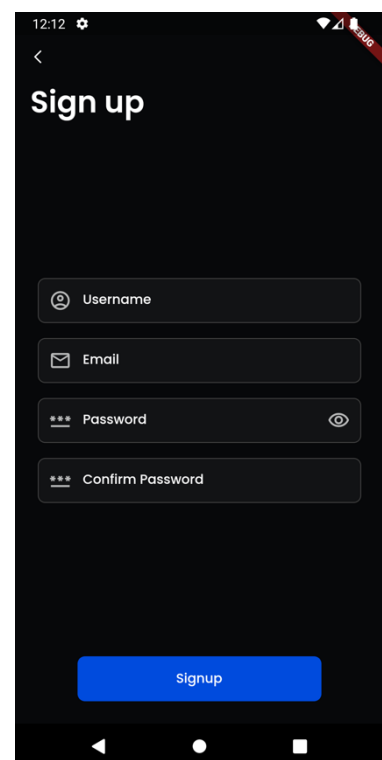 12:12
Sign up
Username
Email
*** Password
*** Confirm Password
Signup